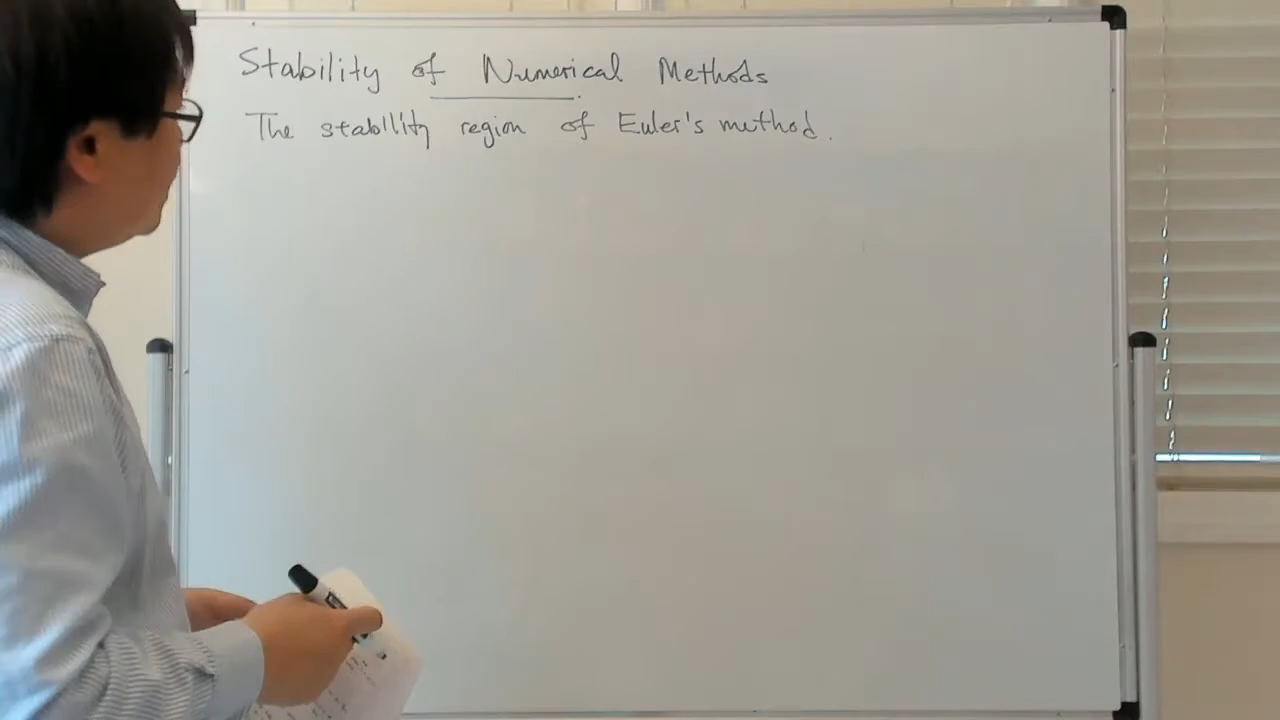 Stability of Numerical Methods
The stability region of Euler's method.